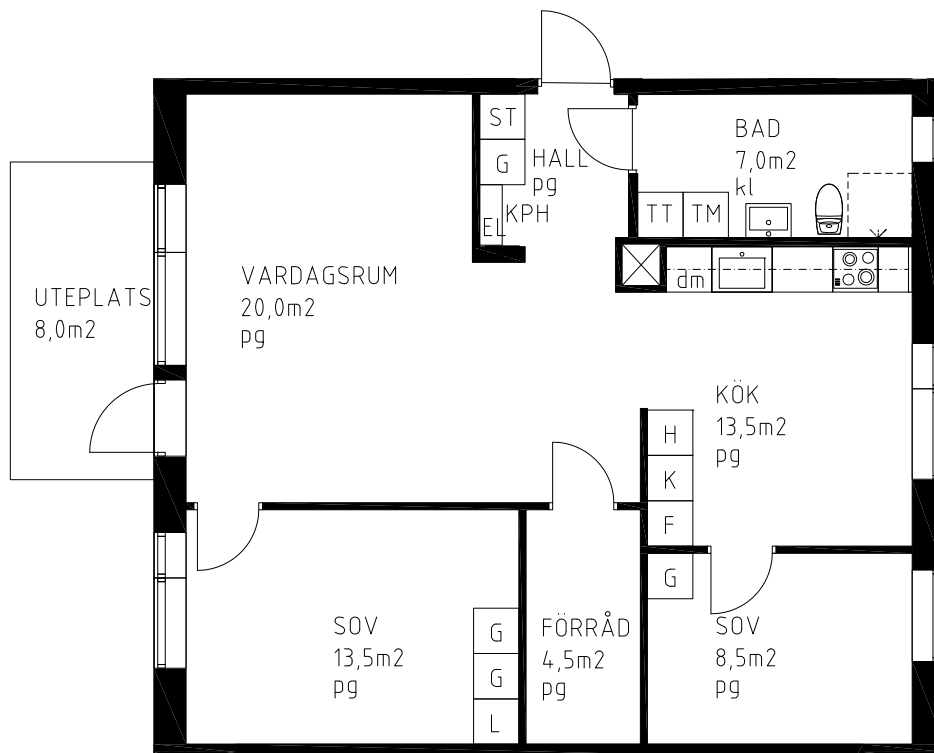 ST
G
HALL
pg
KPH
EL
BAD
7,0m2
kl
TT
TM
UTEPLATS
8,0m2
VARDAGSRUM
20,0m2
pg
dm
KÖK
13,5m2
pg
H
K
F
G
SOV
13,5m2
pg
G
G
L
FÖRRÅD
4,5m2
pg
SOV
8,5m2
pg